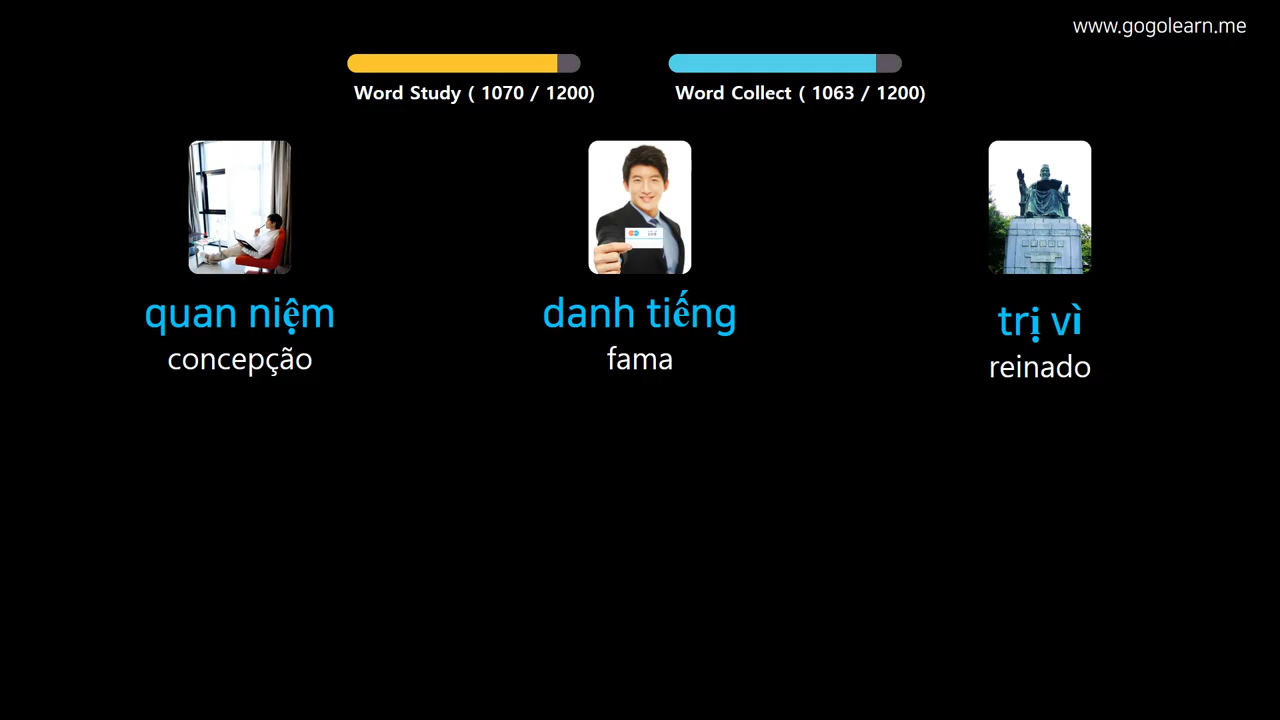 www.gogolearn.me
Word Study ( 1070 / 1200)
Word Collect ( 1063 / 1200)
quan niệm
concepção
danh tiếng
fama
trị vì
reinado